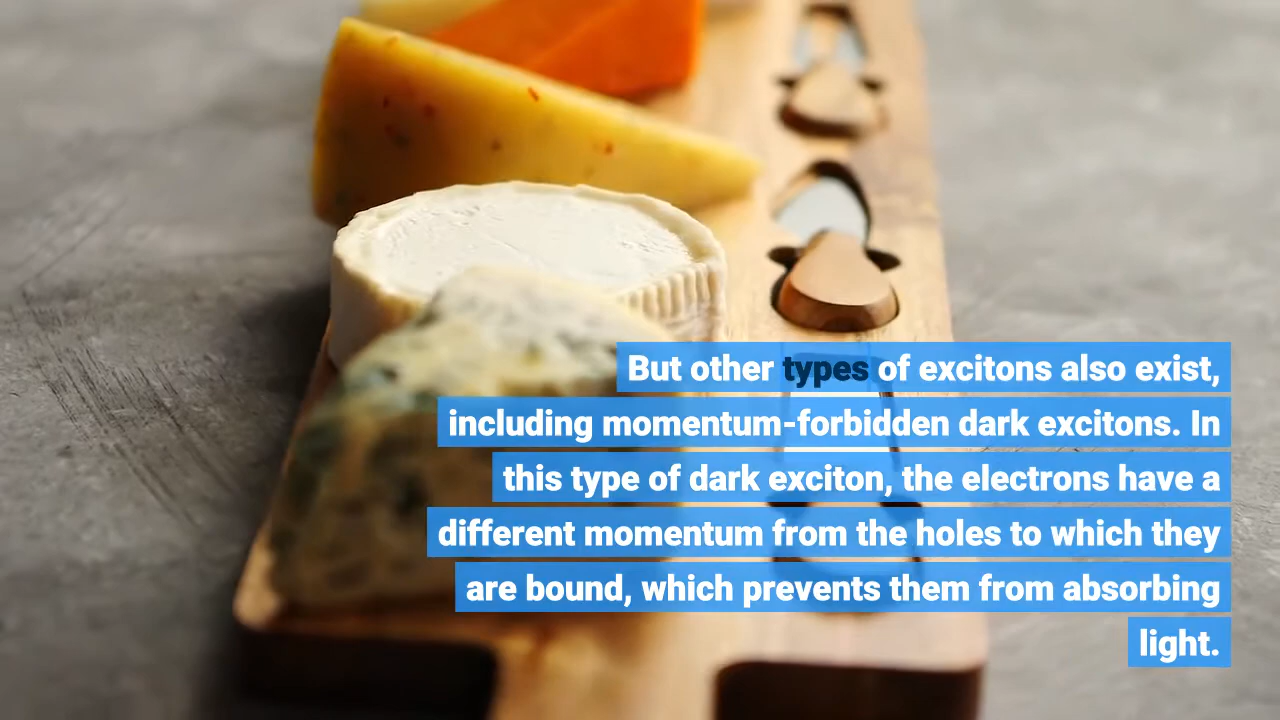 But other types of excitons also exist,
including momentum-forbidden dark excitons. In
this type of dark exciton, the electrons have a
different momentum from the holes to which they
are bound, which prevents them from absorbing
light.